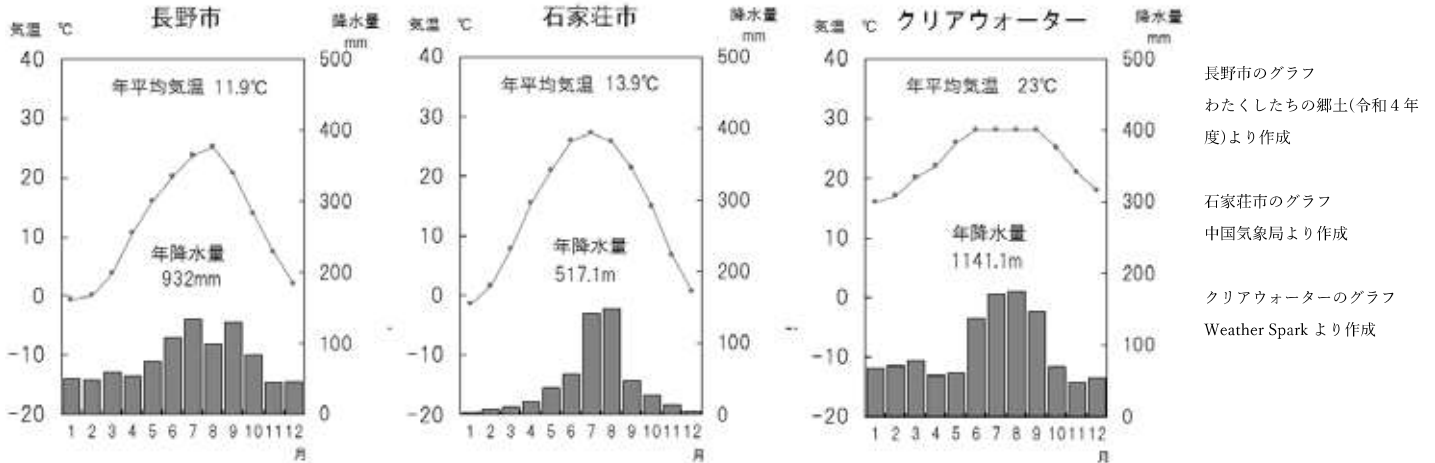 長野市
気温 ℃
降水量
mm
40
30
20
10
0
-10
-20
500
400
300
200
100
0
年平均気温 11.9℃
年降水量
932mm
1 2 3 4 5 6 7 8 9 10 11 12
月
石家荘市
気温 ℃
降水量
mm
40
30
20
10
0
-10
-20
500
400
300
200
100
0
年平均気温 13.9℃
年降水量
517.1m
1 2 3 4 5 6 7 8 9 10 11 12
月
クリアウォーター
気温 ℃
降水量
mm
40
30
20
10
0
-10
-20
500
400
300
200
100
0
年平均気温 23℃
年降水量
1141.1m
1 2 3 4 5 6 7 8 9 10 11 12
月
長野市のグラフ
わたくしたちの郷土(令和４年
度)より作成
石家荘市のグラフ
中国気象局より作成
クリアウォーターのグラフ
Weather Spark より作成